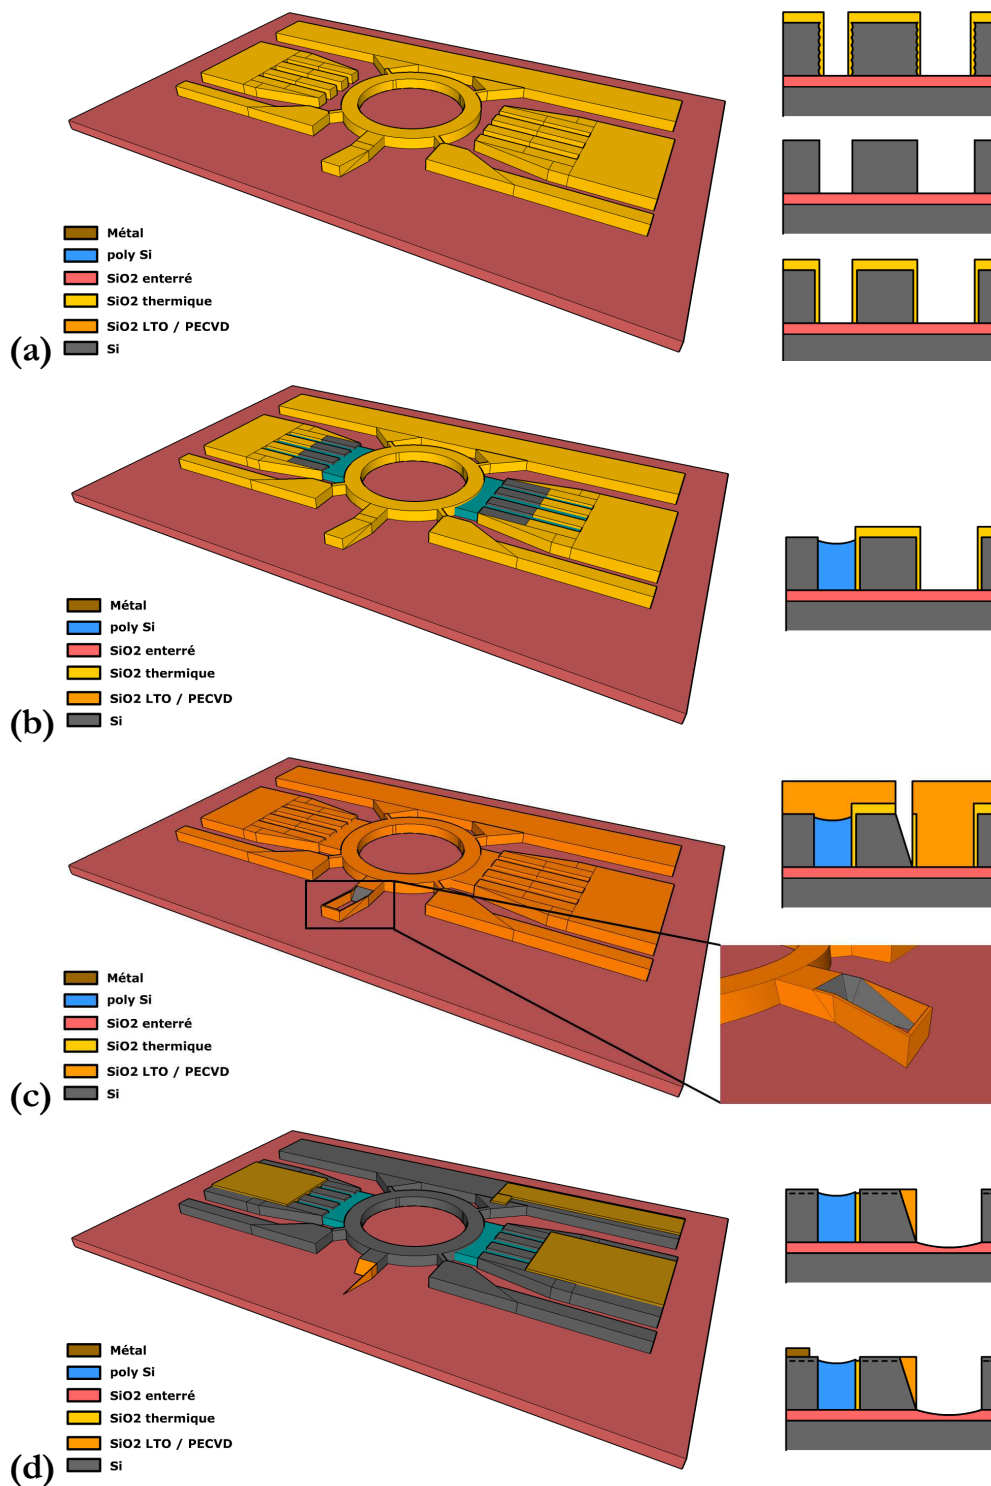 Métal
poly Si
SiO2 enterré
SiO2 thermique
SiO2 LTO / PECVD
Si
(a)
Métal
poly Si
SiO2 enterré
SiO2 thermique
SiO2 LTO / PECVD
Si
(b)
Métal
poly Si
SiO2 enterré
SiO2 thermique
SiO2 LTO / PECVD
Si
(c)
Métal
poly Si
SiO2 enterré
SiO2 thermique
SiO2 LTO / PECVD
Si
(d)